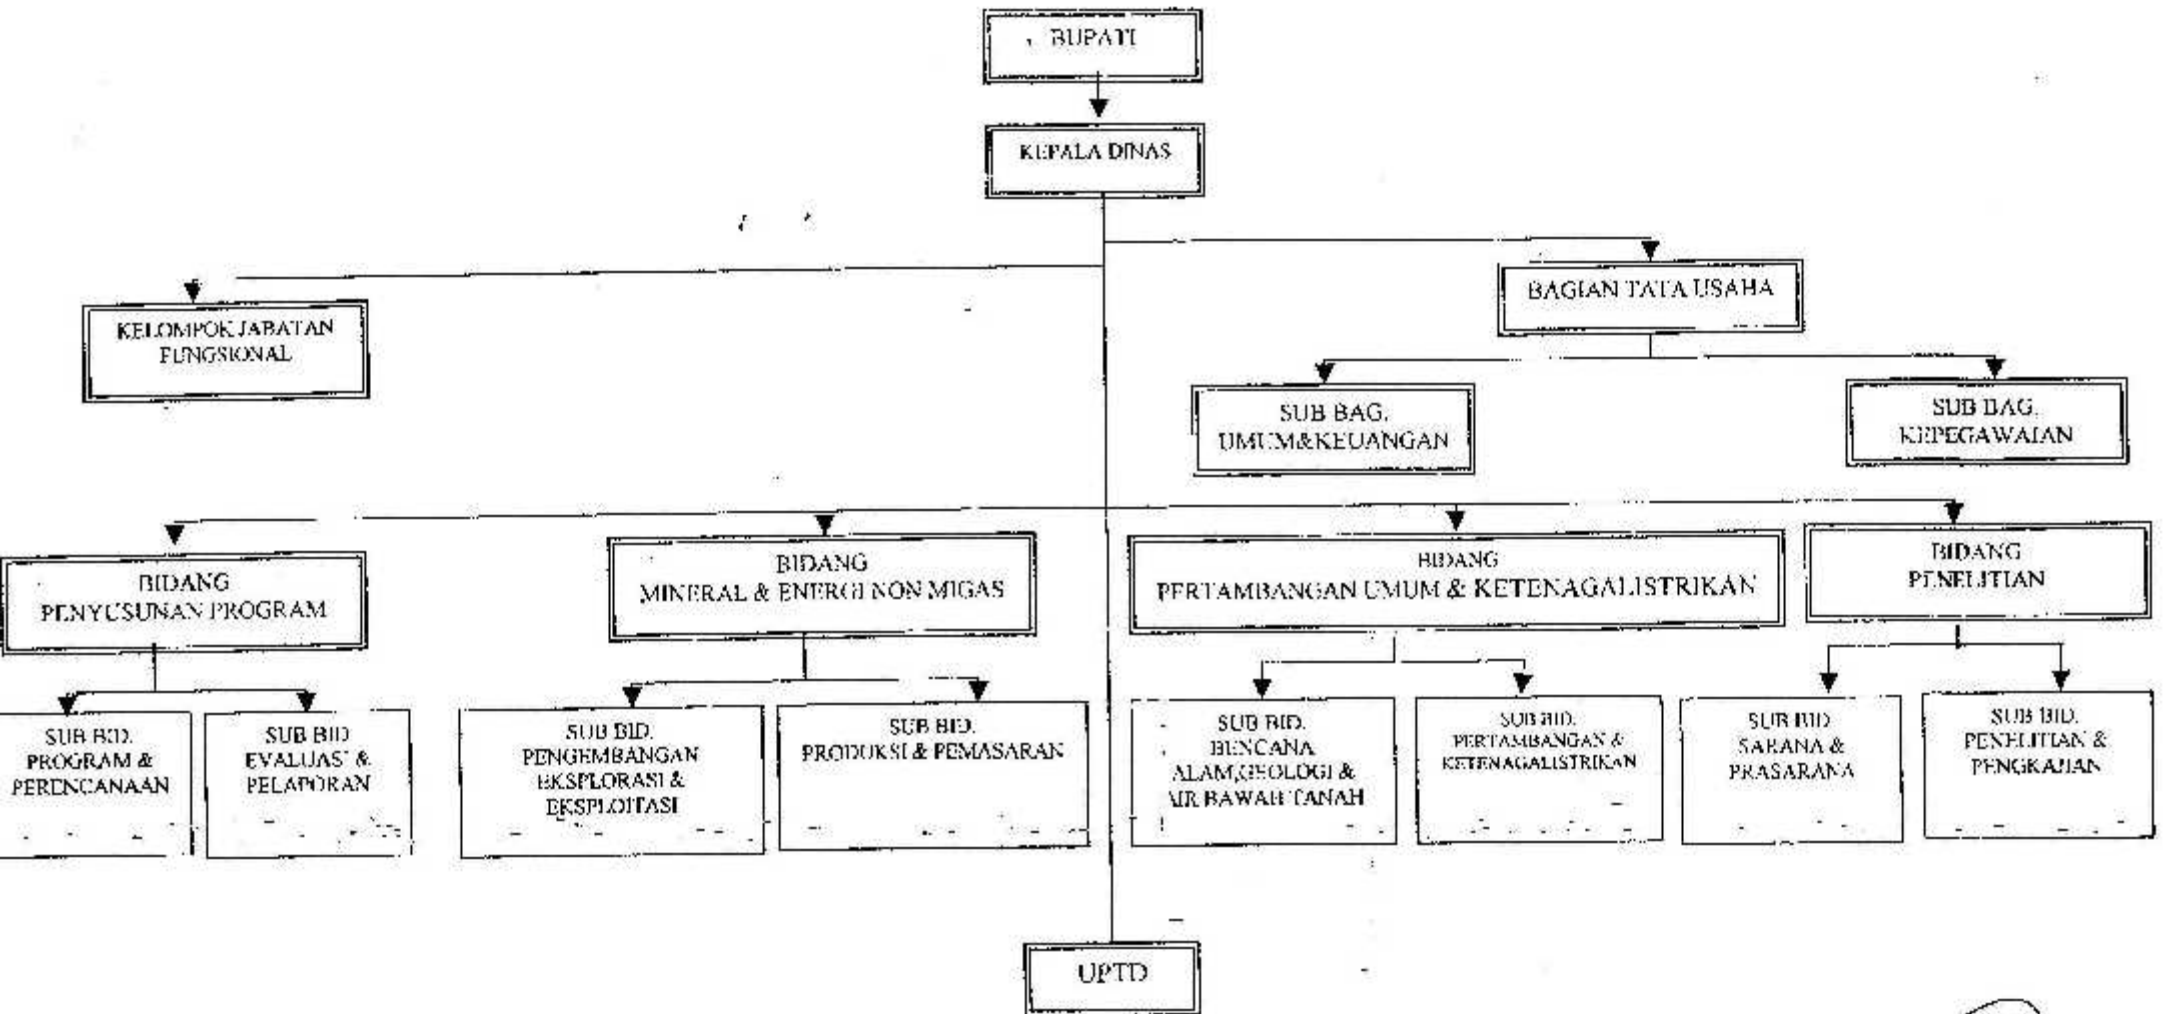 BUPATI
KEPALA DINAS
BAGIAN TATA USAHA
KELOMPOK JABATAN
FUNGSIONAL
SUB BAG.
UMUM&KEUANGAN
SUB BAG.
KEPEGAWAIAN
BIDANG
PENYUSUNAN PROGRAM
BIDANG
MINERAL & ENERGI NON MIGAS
BIDANG
PERTAMBANGAN UMUM & KETENAGALISTRIKAN
BIDANG
PENELITIAN
SUB BID.
PROGRAM &
PERENCANAAN
SUB BID
EVALUASI &
PELAPORAN
SUB BID.
PENGEMBANGAN
EKSPLORASI &
EKSPLOITASI
SUB BID.
PRODUKSI & PEMASARAN
SUB BID.
BENCANA
ALAM,GEOLOGI &
AIR BAWAH TANAH
SUB BID.
PERTAMBANGAN &
KETENAGALISTRIKAN
SUB BID
SARANA &
PRASARANA
SUB BID.
PENELITIAN &
PENGKAJIAN
UPTD